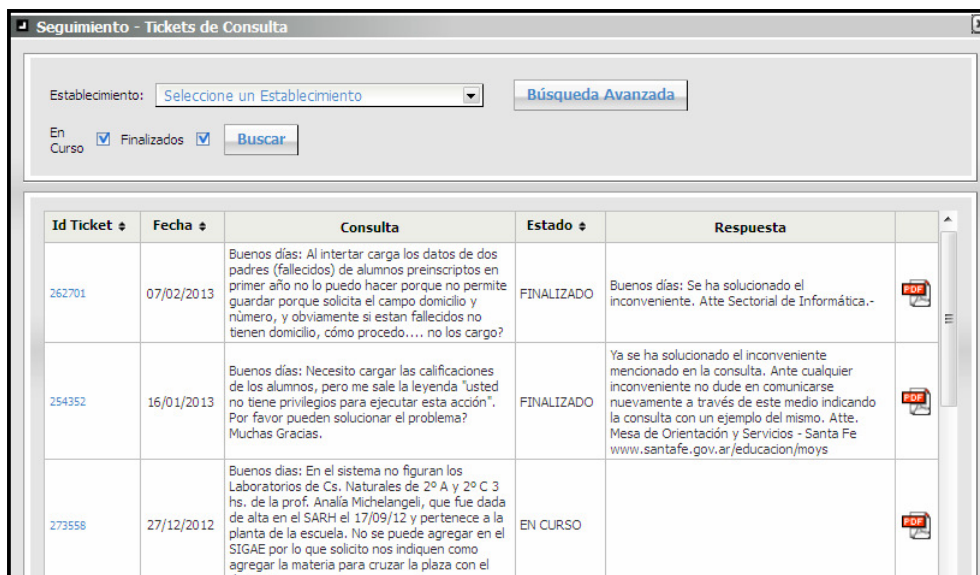 Seguimiento - Tickets de Consulta
Establecimiento: Seleccione un Establecimiento Búsqueda Avanzada
En
Curso Finalizados Buscar
Id Ticket Fecha Consulta Estado Respuesta
262701
07/02/2013
Buenos días: Al intertar carga los datos de dos
padres (fallecidos) de alumnos preinscriptos en
primer año no lo puedo hacer porque no permite
guardar porque solicita el campo domicilio y
nùmero, y obviamente si estan fallecidos no
tienen domicilio, cómo procedo.... no los cargo?
FINALIZADO
Buenos días: Se ha solucionado el
inconveniente. Atte Sectorial de Informática.-
PDF
254352
16/01/2013
Buenos días: Necesito cargar las calificaciones
de los alumnos, pero me sale la leyenda "usted
no tiene privilegios para ejecutar esta acción".
Por favor pueden solucionar el problema?
Muchas Gracias.
FINALIZADO
Ya se ha solucionado el inconveniente
mencionado en la consulta. Ante cualquier
inconveniente no dude en comunicarse
nuevamente a través de este medio indicando
la consulta con un ejemplo del mismo. Atte.
Mesa de Orientación y Servicios - Santa Fe
www.santafe.gov.ar/educacion/moys
PDF
273558
27/12/2012
Buenos dias: En el sistema no figuran los
Laboratorios de Cs. Naturales de 2º A y 2º C 3
hs. de la prof. Analía Michelangeli, que fue dada
de alta en el SARH el 17/09/12 y pertenece a la
planta de la escuela. No se puede agregar en el
SIGAE por lo que solicito nos indiquen como
agregar la materia para cruzar la plaza con el
EN CURSO
PDF